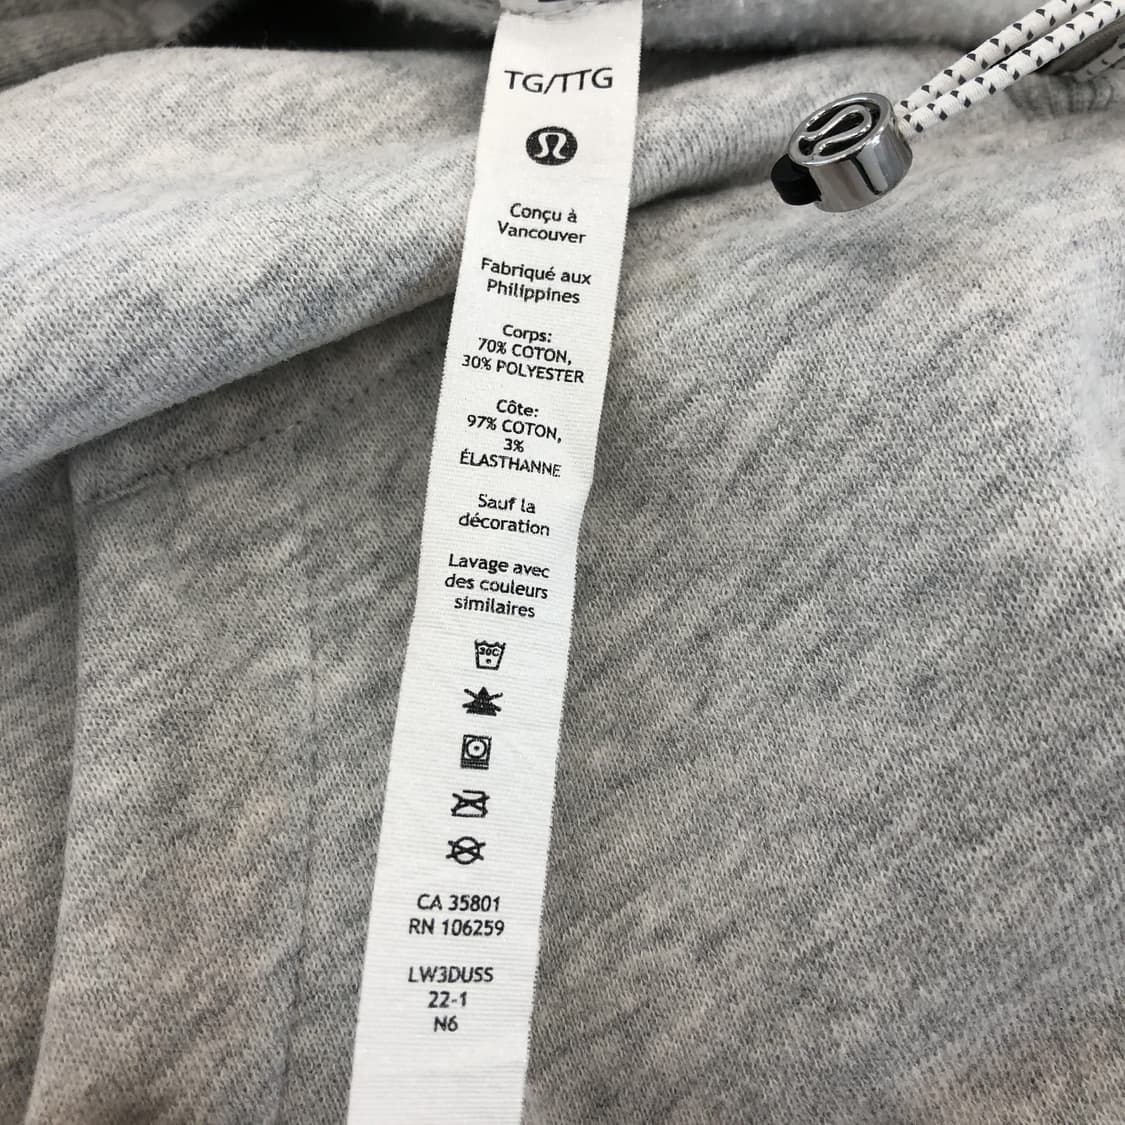 TG/TTG
Conçu à
Vancouver
Fabriqué aux
Philippines
Corps:
70% COTON,
30% POLYESTER
Côte:
97% COTON,
3%
ÉLASTHANNE
Sauf la
décoration
Lavage avec
des couleurs
similaires
30C
CA 35801
RN 106259
LW3DUSS
22-1
N6